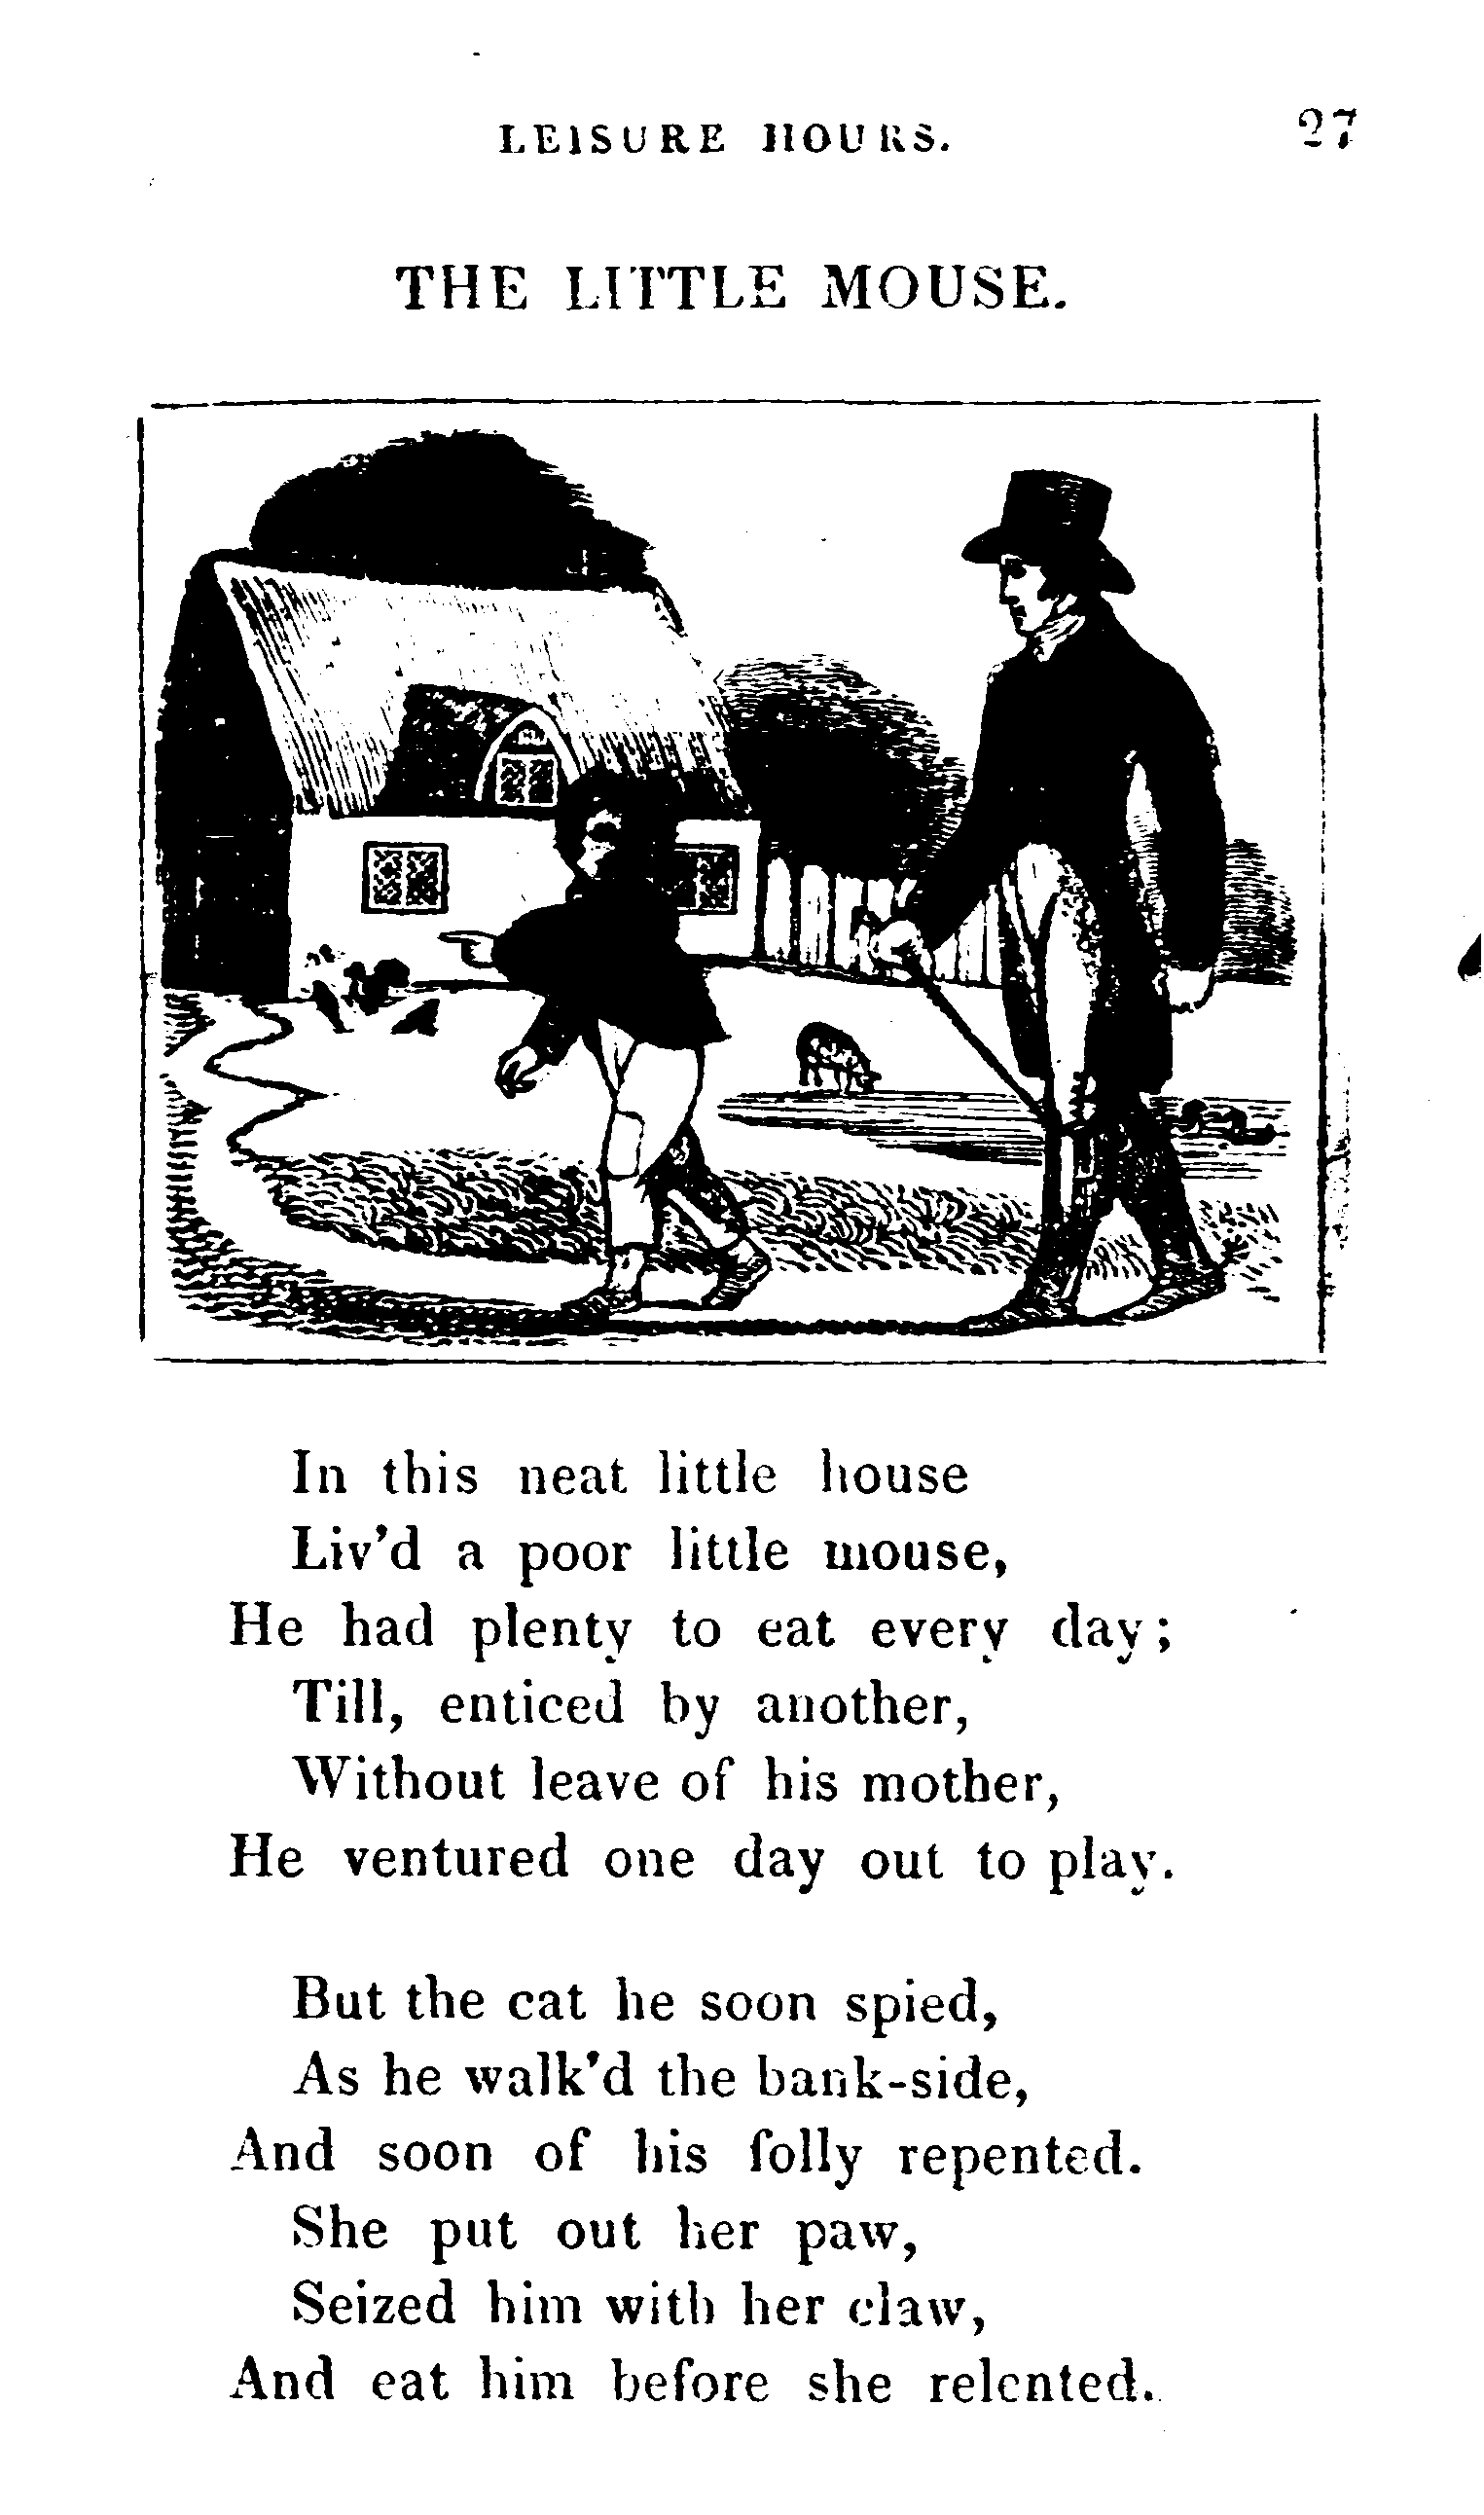 LEISURE HOURS. 27
THE LITTLE MOUSE.
In this neat little house
Liv'd a poor little mouse,
He had plenty to eat every day;
Till, enticed by another,
Without leave of his mother,
He ventured one day out to play.
But the cat he soon spied,
As he walk'd the bank-side,
And soon of his folly repented.
She put out her paw,
Seized him with her claw,
And eat him before she relented.